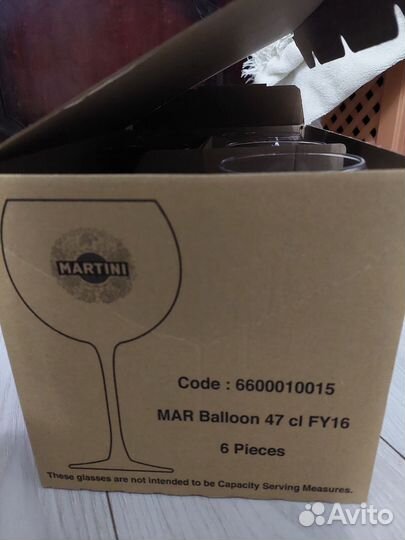 MARTINI
Code : 6600010015
MAR Balloon 47 cl FY16
6 Pieces
These glasses are not intended to be Capacity Serving Measures.
Avito